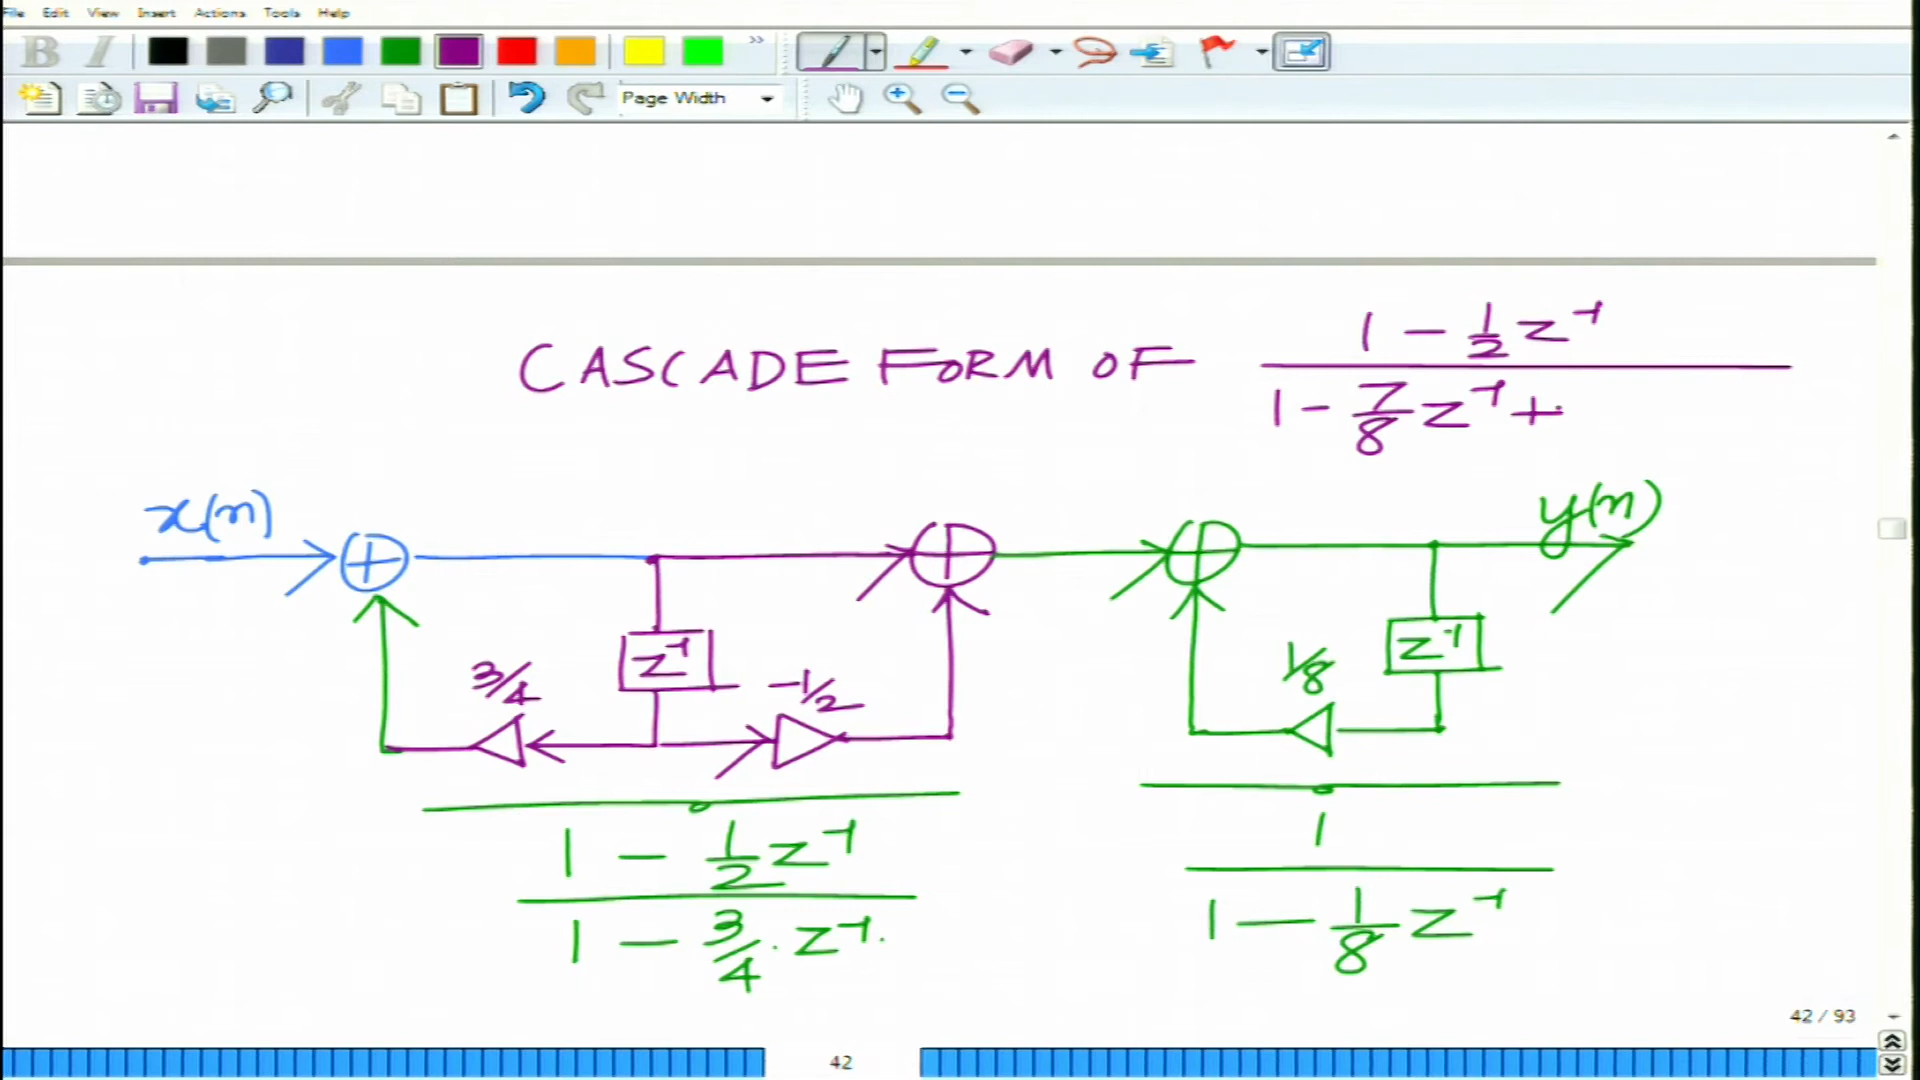 File Edit View Insert Actions Tools Help
B I
Page Width
CASCADE FORM OF
1 - 1/2 z⁻¹
1 - 7/8 z⁻¹ +
x(n)
y(n)
z⁻¹
3/4
-1/2
z⁻¹
1/8
1 - 1/2 z⁻¹
1 - 3/4 · z⁻¹
1
1 - 1/8 z⁻¹
42 / 93
42